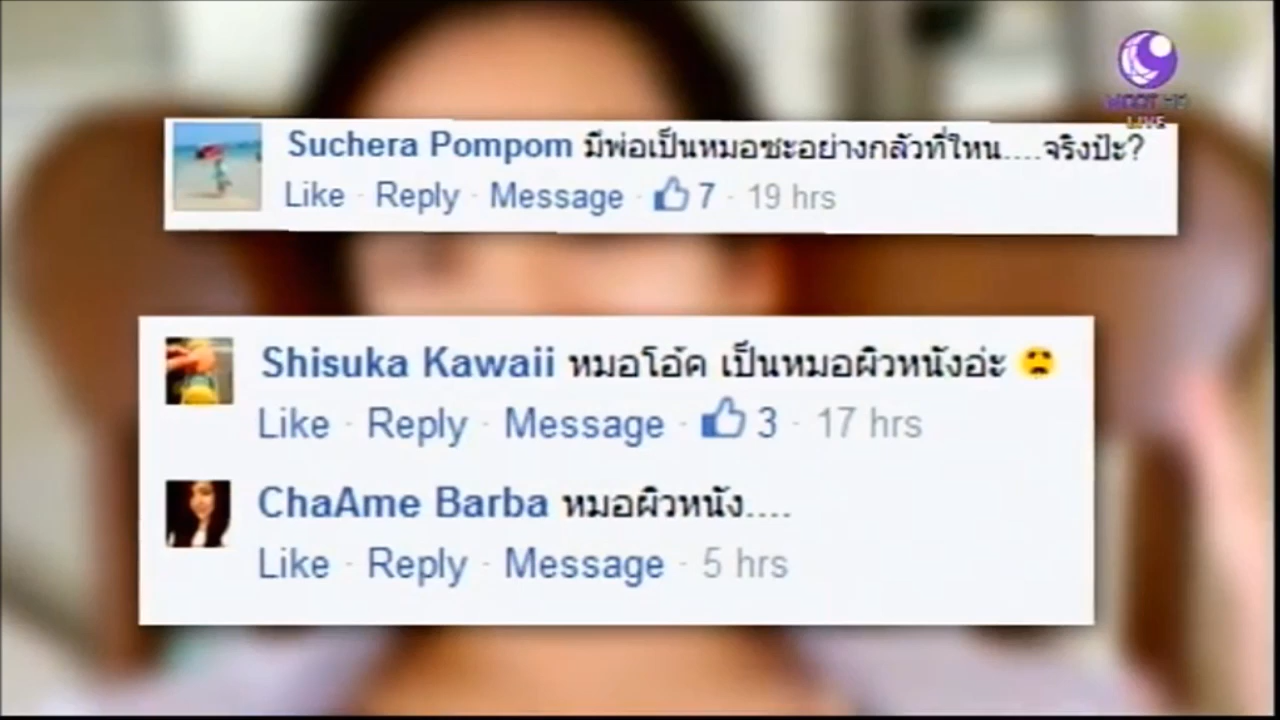 MCOT HD
LIVE
Suchera Pompom มีพ่อเป็นหมอซะอย่างกลัวที่ไหน....จริงป๊ะ?
Like · Reply · Message · 7 · 19 hrs
Shisuka Kawaii หมอโอ้ค เป็นหมอผิวหนังอ่ะ
Like · Reply · Message · 3 · 17 hrs
ChaAme Barba หมอผิวหนัง....
Like · Reply · Message · 5 hrs